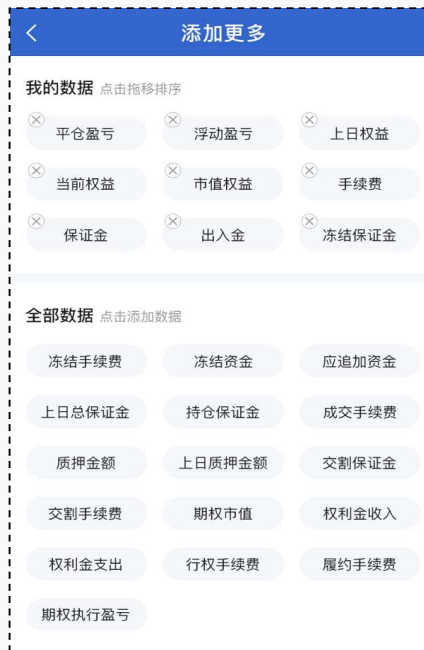 添加更多
我的数据 点击拖移排序
平仓盈亏 浮动盈亏 上日权益
当前权益 市值权益 手续费
保证金 出入金 冻结保证金
全部数据 点击添加数据
冻结手续费 冻结资金 应追加资金
上日总保证金 持仓保证金 成交手续费
质押金额 上日质押金额 交割保证金
交割手续费 期权市值 权利金收入
权利金支出 行权手续费 履约手续费
期权执行盈亏